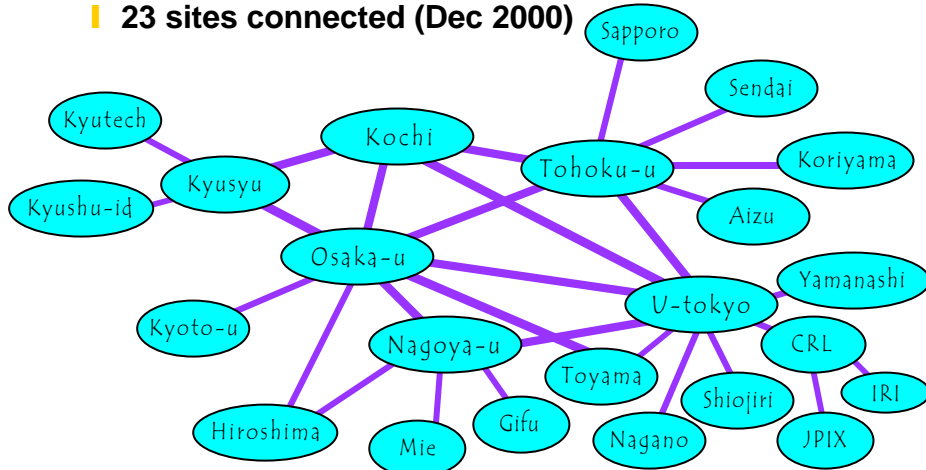 23 sites connected (Dec 2000)
Sapporo
Sendai
Kyutech
Kochi
Koriyama
Tohoku-u
Kyusyu
Kyushu-id
Aizu
Osaka-u
Yamanashi
U-tokyo
Kyoto-u
Nagoya-u
CRL
Toyama
IRI
Shiojiri
Gifu
Hiroshima
Nagano
JPIX
Mie